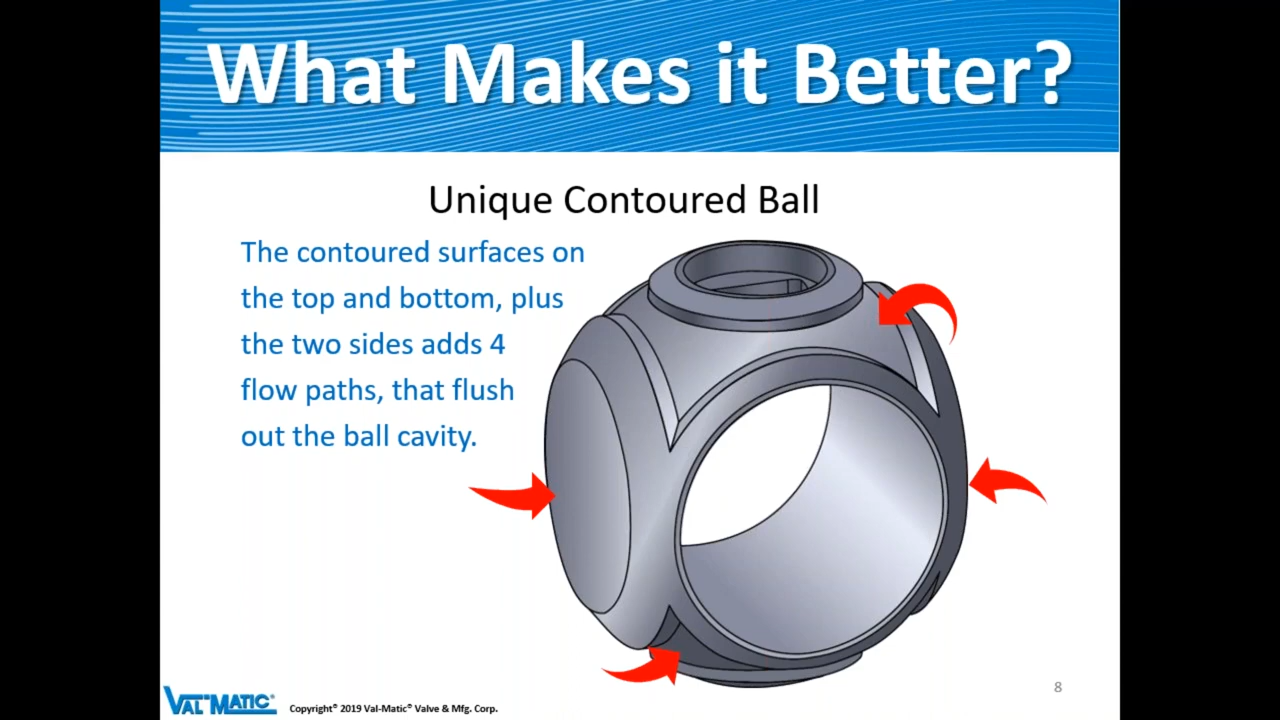 What Makes it Better?
Unique Contoured Ball
The contoured surfaces on
the top and bottom, plus
the two sides adds 4
flow paths, that flush
out the ball cavity.
8
VAL-MATIC®
Copyright® 2019 Val-Matic® Valve & Mfg. Corp.